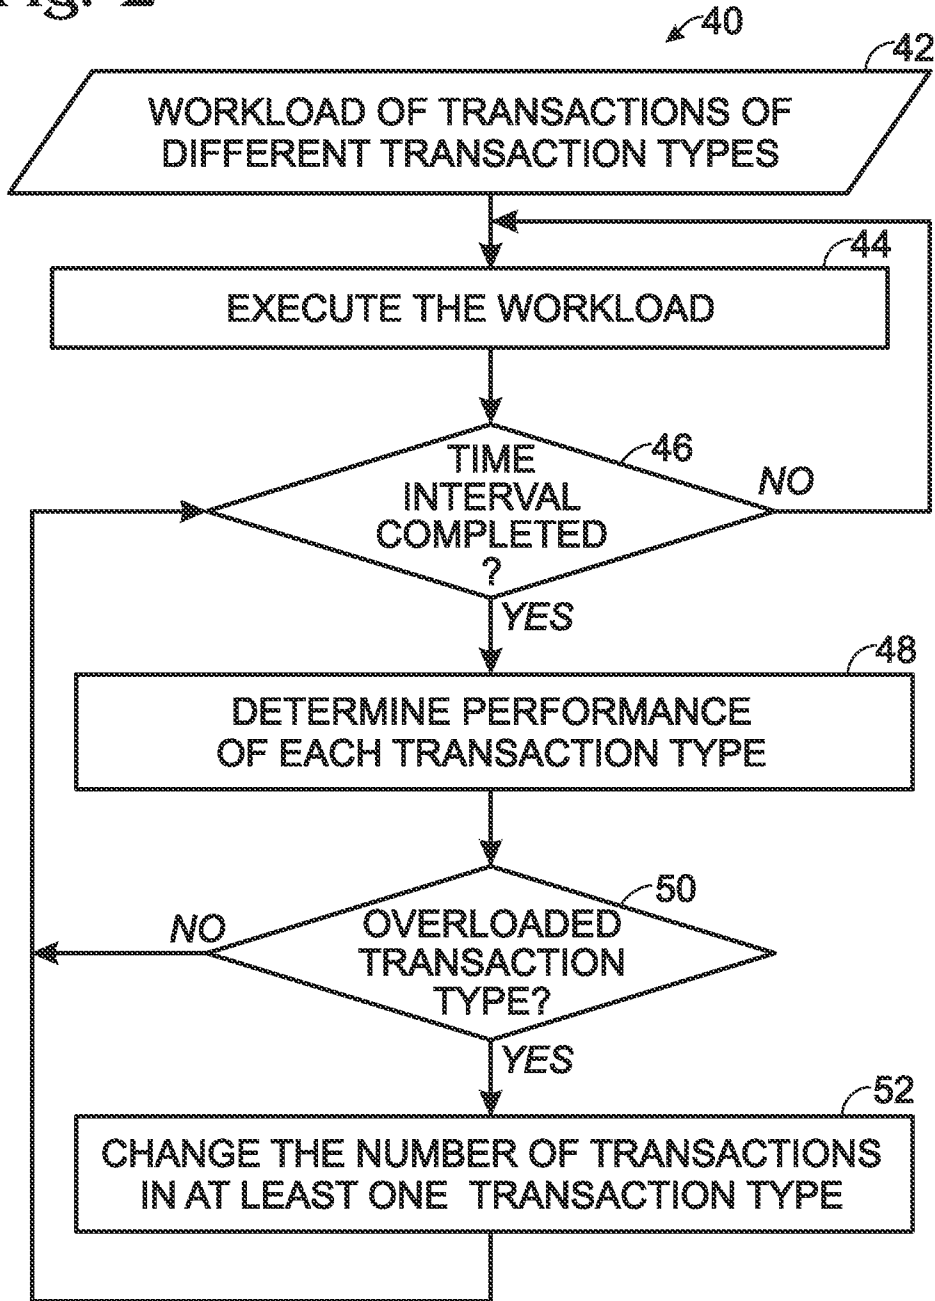 40
42
WORKLOAD OF TRANSACTIONS OF
DIFFERENT TRANSACTION TYPES
44
EXECUTE THE WORKLOAD
46
TIME
INTERVAL
COMPLETED
?
NO
YES
48
DETERMINE PERFORMANCE
OF EACH TRANSACTION TYPE
50
OVERLOADED
TRANSACTION
TYPE?
NO
YES
52
CHANGE THE NUMBER OF TRANSACTIONS
IN AT LEAST ONE TRANSACTION TYPE